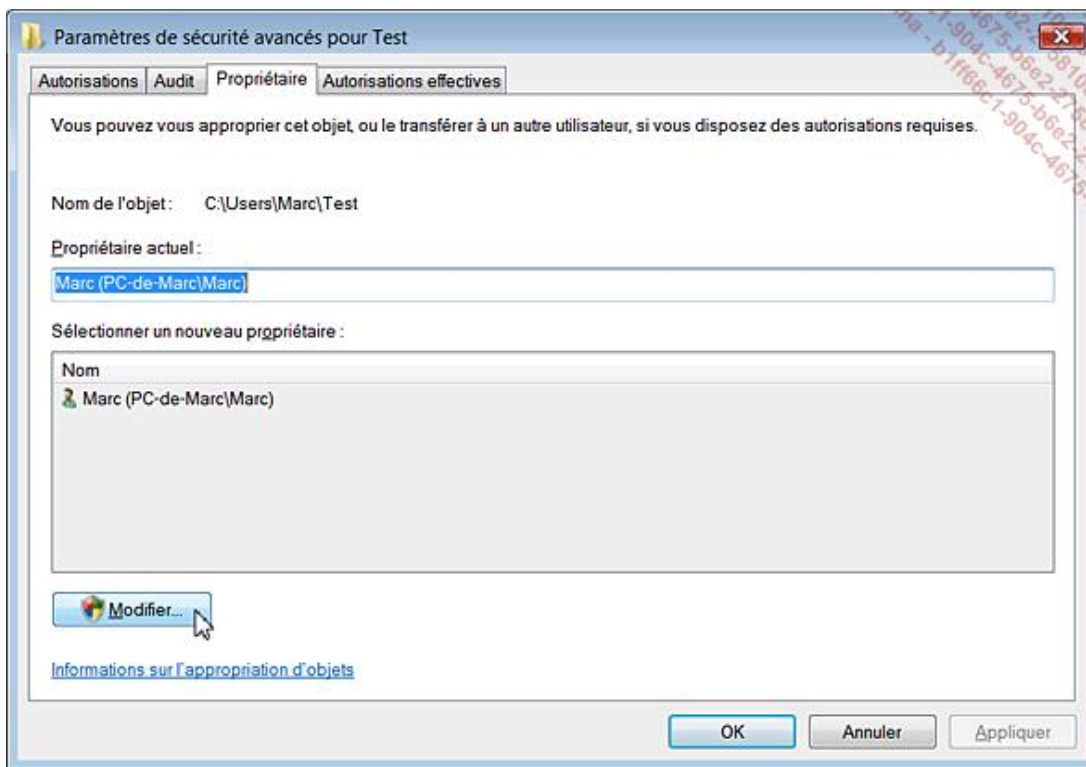 Paramètres de sécurité avancés pour Test
Autorisations Audit Propriétaire Autorisations effectives
Vous pouvez vous approprier cet objet, ou le transférer à un autre utilisateur, si vous disposez des autorisations requises.
Nom de l'objet : C:\Users\Marc\Test
Propriétaire actuel :
Marc (PC-de-Marc\Marc)
Sélectionner un nouveau propriétaire :
Nom
Marc (PC-de-Marc\Marc)
Modifier...
Informations sur l'appropriation d'objets
OK Annuler Appliquer